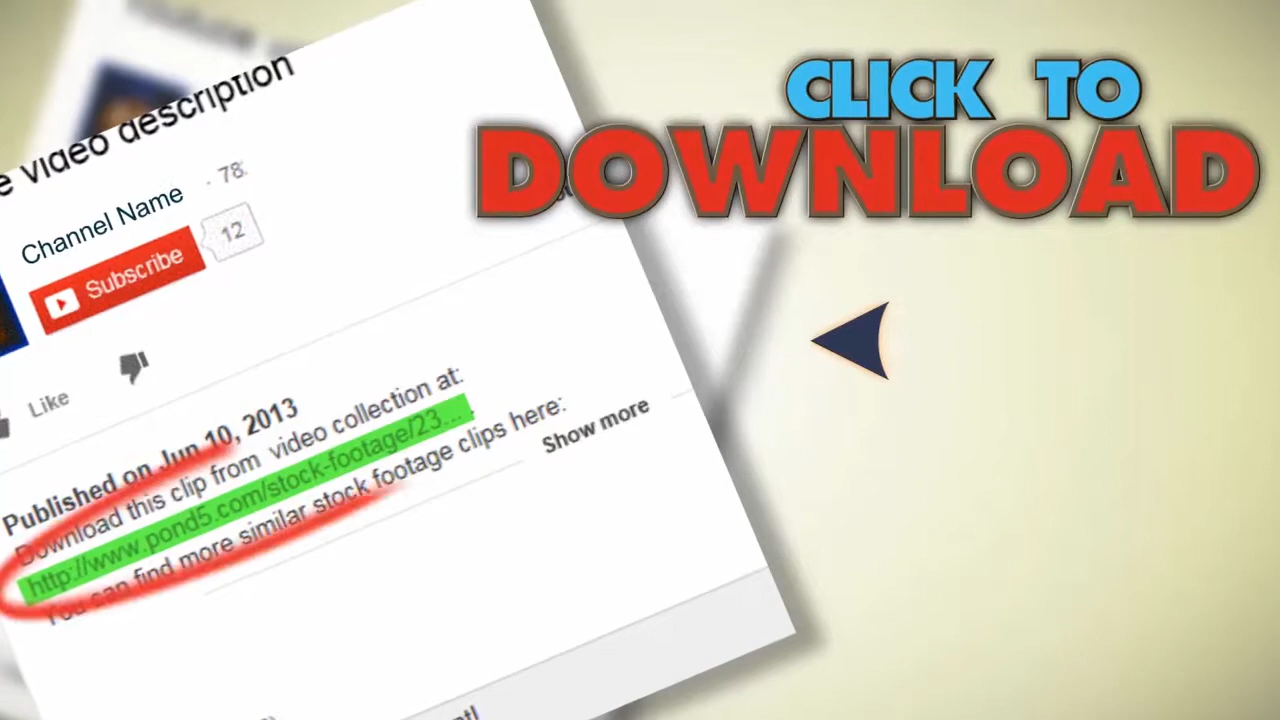 CLICK TO
DOWNLOAD
video description
Channel Name
78
Subscribe
12
Like
Published on Jun 10, 2013
Download this clip from video collection at:
http://www.pond5.com/stock-footage/23...
You can find more similar stock footage clips here:
Show more